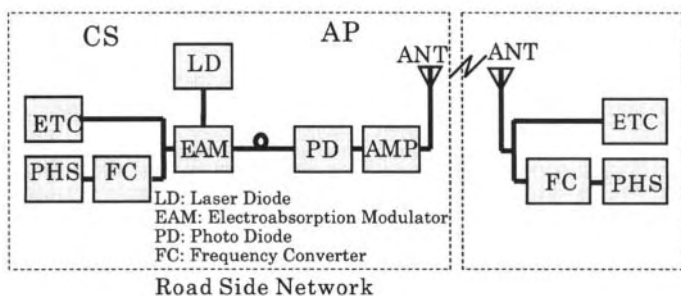 CS
AP
LD
ANT
ANT
ETC
PHS
FC
EAM
PD
AMP
ETC
FC
PHS
LD: Laser Diode
EAM: Electroabsorption Modulator
PD: Photo Diode
FC: Frequency Converter
Road Side Network